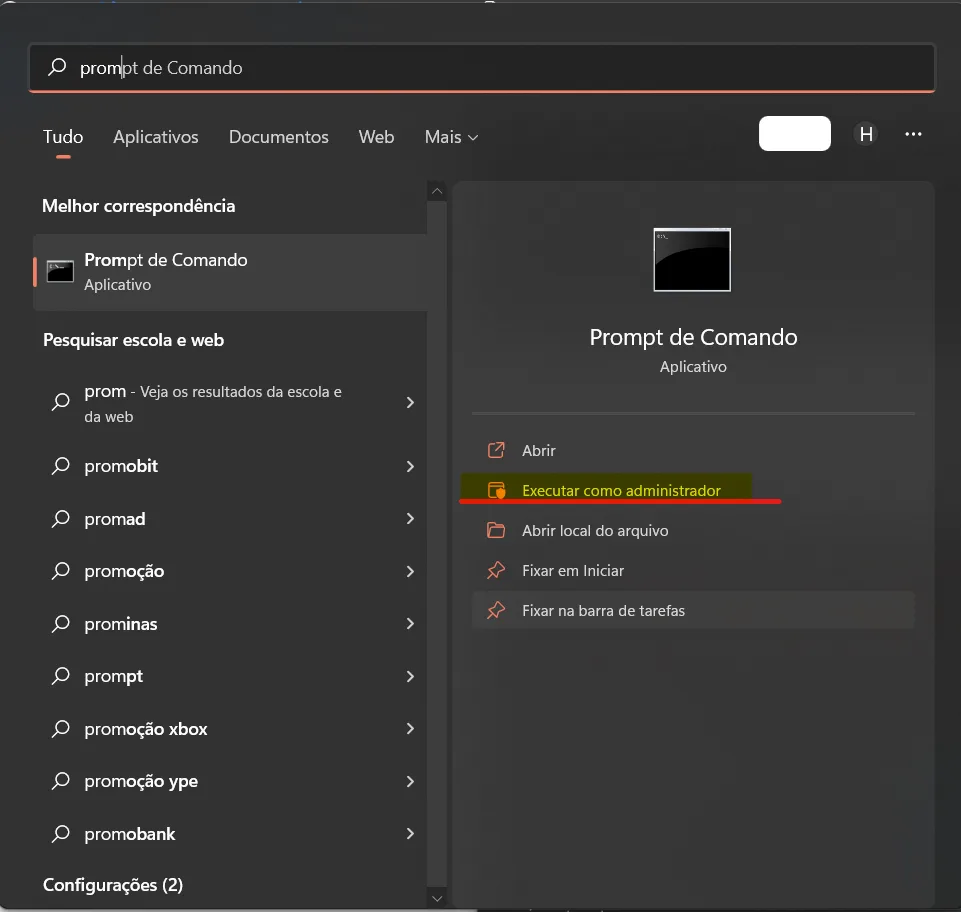 prompt de Comando
Tudo Aplicativos Documentos Web Mais H
Melhor correspondência
Prompt de Comando
Aplicativo
Pesquisar escola e web
prom - Veja os resultados da escola e
da web
promobit
promad
promoção
prominas
prompt
promoção xbox
promoção ype
promobank
Configurações (2)
Prompt de Comando
Aplicativo
Abrir
Executar como administrador
Abrir local do arquivo
Fixar em Iniciar
Fixar na barra de tarefas